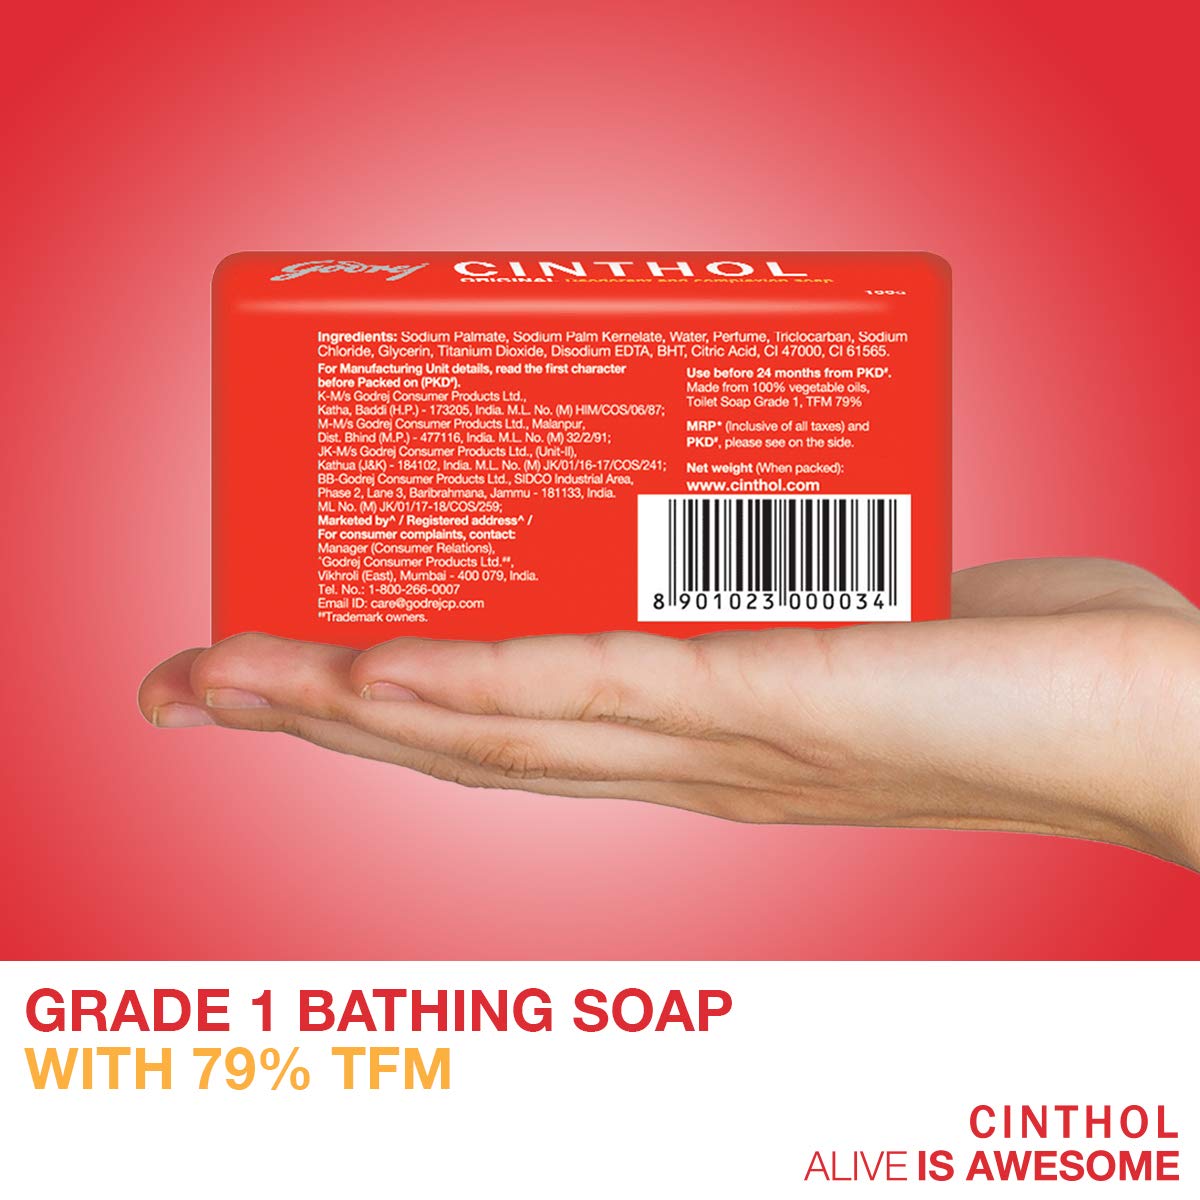 Godrej CINTHOL
ORIGINAL Deodorant and complexion soap
100g
Ingredients: Sodium Palmate, Sodium Palm Kernelate, Water, Perfume, Triclocarban, Sodium
Chloride, Glycerin, Titanium Dioxide, Disodium EDTA, BHT, Citric Acid, CI 47000, CI 61565.
For Manufacturing Unit details, read the first character
before Packed on (PKD#).
K-M/s Godrej Consumer Products Ltd.,
Katha, Baddi (H.P.) - 173205, India. M.L. No. (M) HIM/COS/06/87;
M-M/s Godrej Consumer Products Ltd., Malanpur,
Dist. Bhind (M.P.) - 477116, India. M.L. No. (M) 32/2/91;
JK-M/s Godrej Consumer Products Ltd., (Unit-II),
Kathua (J&K) - 184102, India. M.L. No. (M) JK/01/16-17/COS/241;
BB-Godrej Consumer Products Ltd., SIDCO Industrial Area,
Phase 2, Lane 3, Baribrahmana, Jammu - 181133, India.
ML No. (M) JK/01/17-18/COS/259;
Marketed by^ / Registered address^ /
For consumer complaints, contact:
Manager (Consumer Relations),
^Godrej Consumer Products Ltd.##,
Vikhroli (East), Mumbai - 400 079, India.
Tel. No.: 1-800-266-0007
Email ID: care@godrejcp.com
##Trademark owners.
Use before 24 months from PKD#.
Made from 100% vegetable oils,
Toilet Soap Grade 1, TFM 79%
MRP* (Inclusive of all taxes) and
PKD#, please see on the side.
Net weight (When packed):
www.cinthol.com
8 901023 000034
GRADE 1 BATHING SOAP
WITH 79% TFM
CINTHOL
ALIVE IS AWESOME